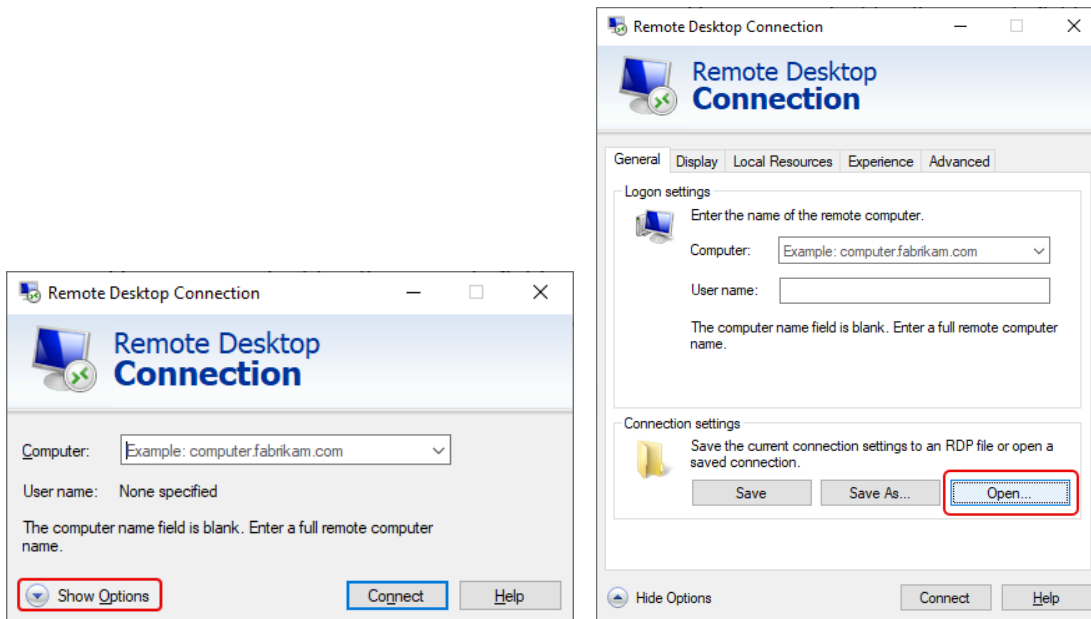 Remote Desktop Connection
Remote Desktop
Connection
Computer:
Example: computer.fabrikam.com
User name:
None specified
The computer name field is blank. Enter a full remote computer
name.
Show Options
Connect
Help
Remote Desktop Connection
Remote Desktop
Connection
General
Display
Local Resources
Experience
Advanced
Logon settings
Enter the name of the remote computer.
Computer:
Example: computer.fabrikam.com
User name:
The computer name field is blank. Enter a full remote computer
name.
Connection settings
Save the current connection settings to an RDP file or open a
saved connection.
Save
Save As...
Open...
Hide Options
Connect
Help